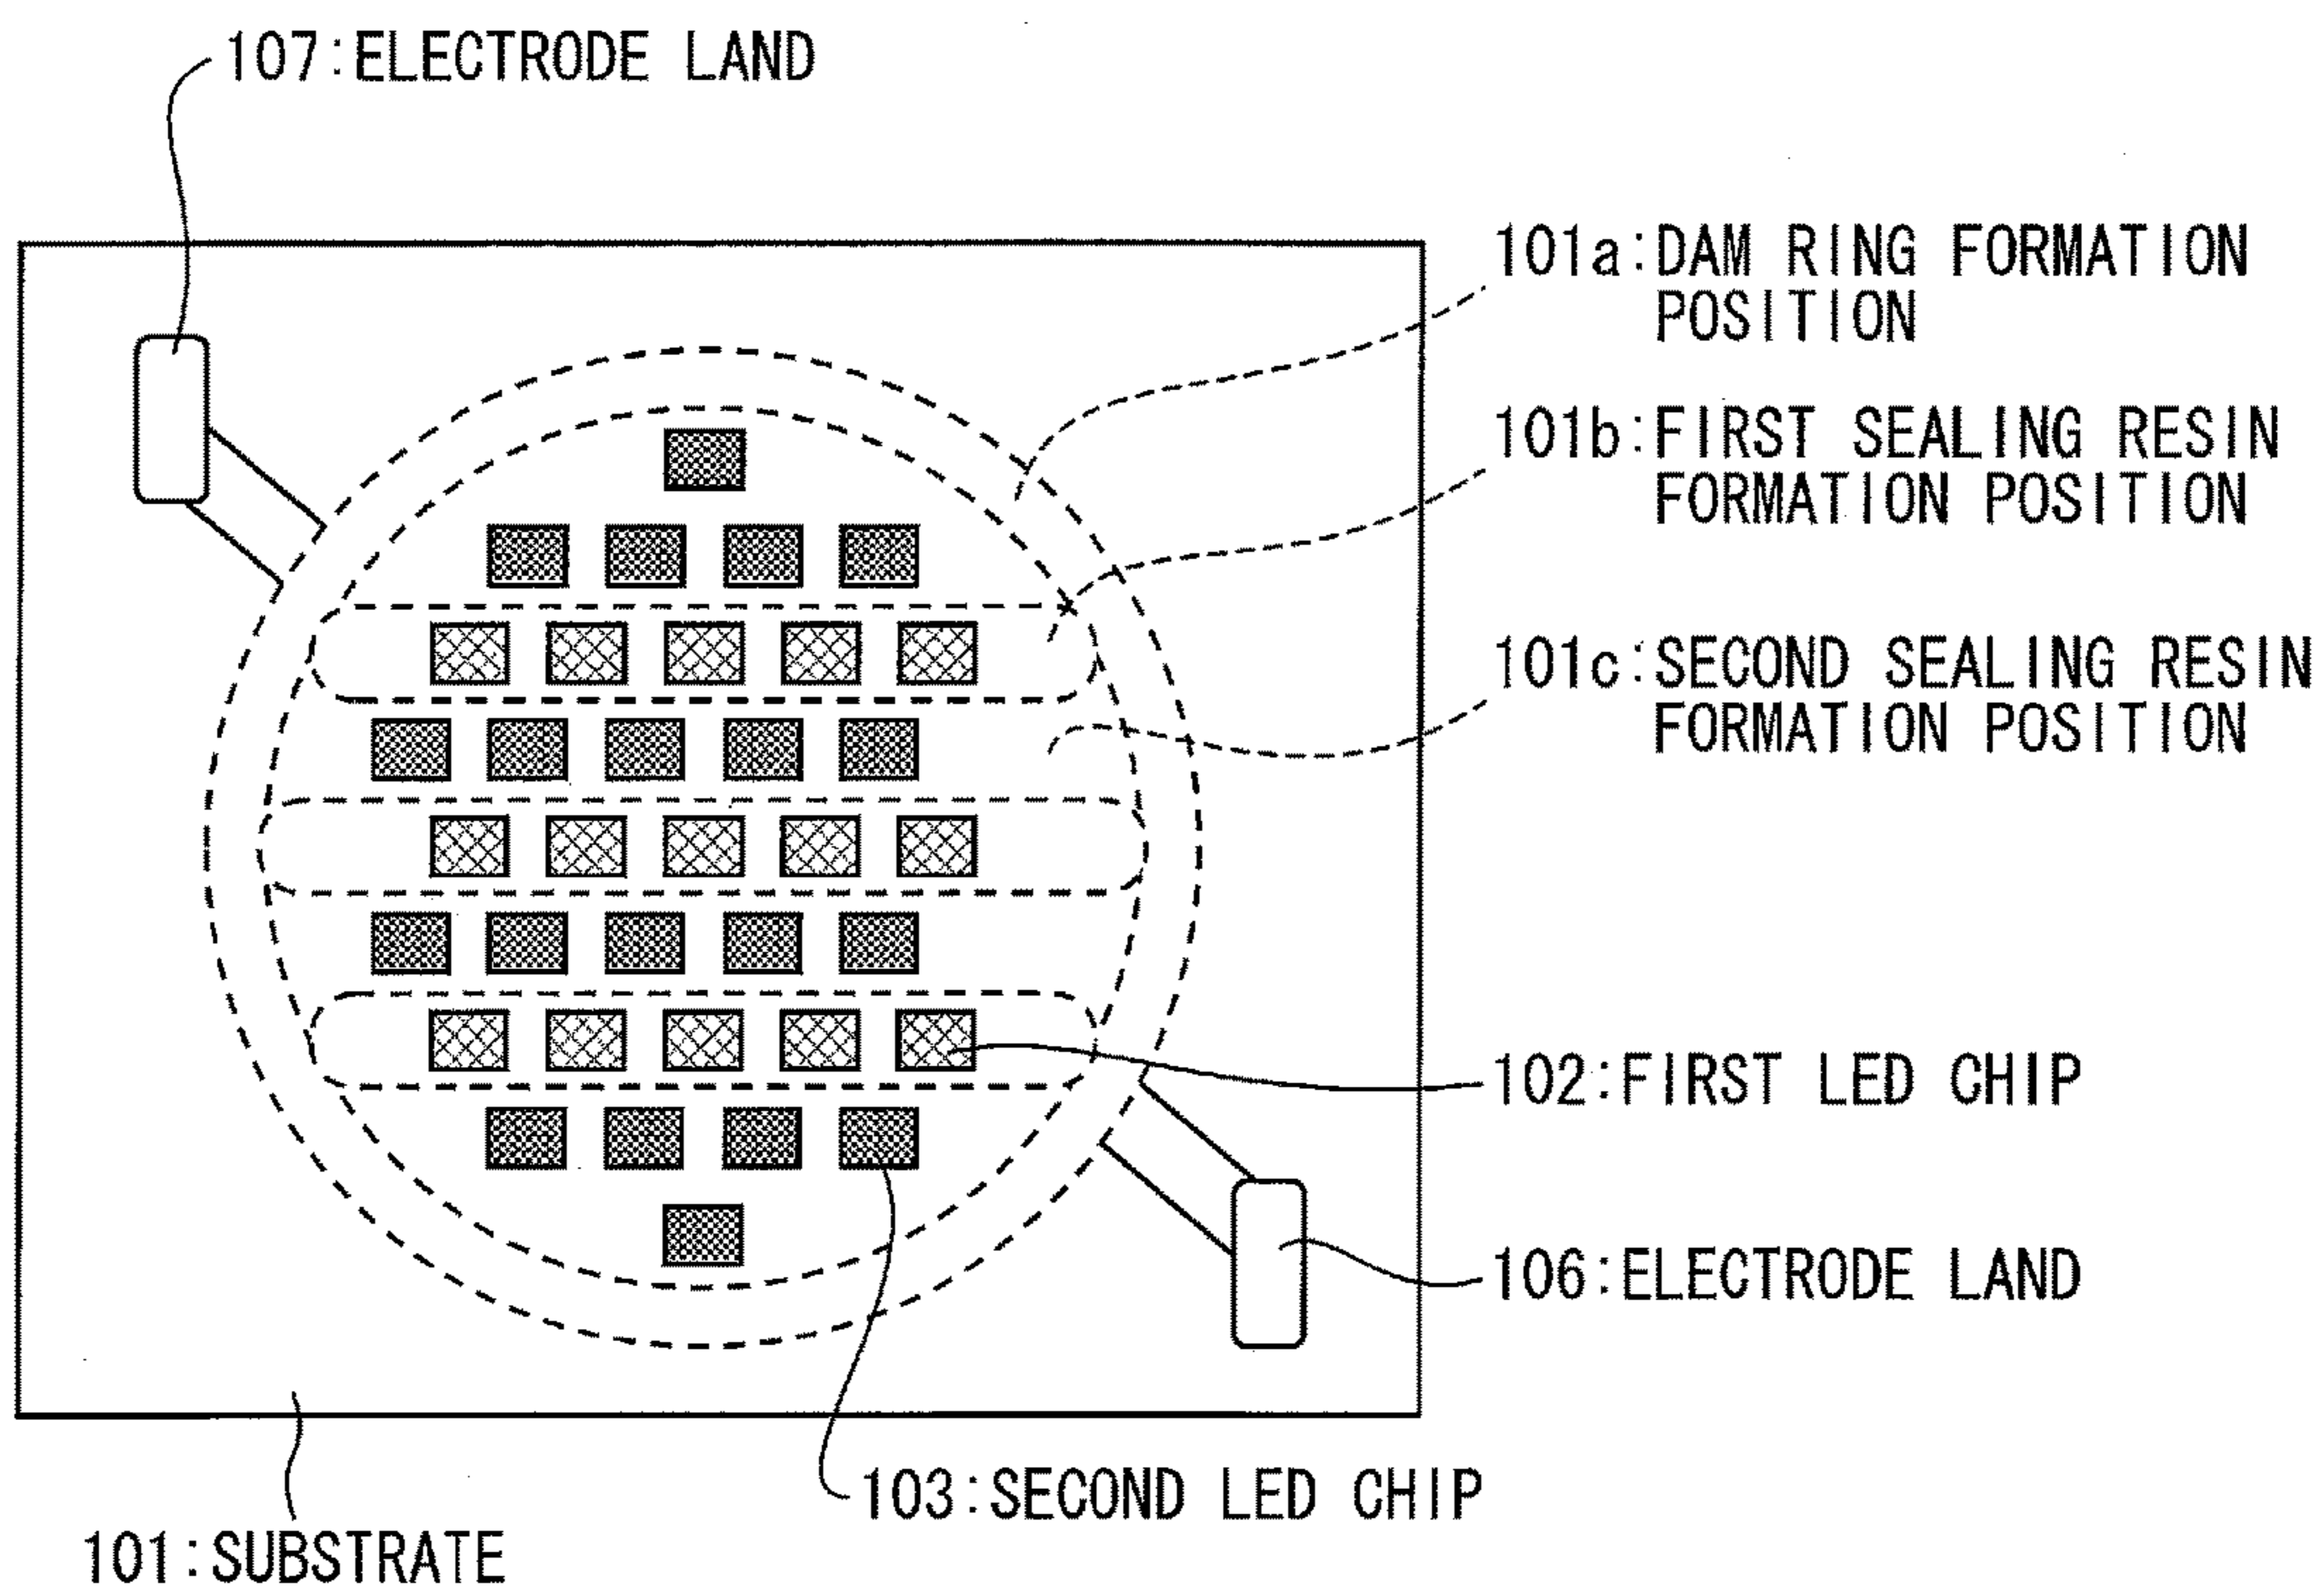 107:ELECTRODE LAND
101a:DAM RING FORMATION
POSITION
101b:FIRST SEALING RESIN
FORMATION POSITION
101c:SECOND SEALING RESIN
FORMATION POSITION
102:FIRST LED CHIP
106:ELECTRODE LAND
103:SECOND LED CHIP
101:SUBSTRATE